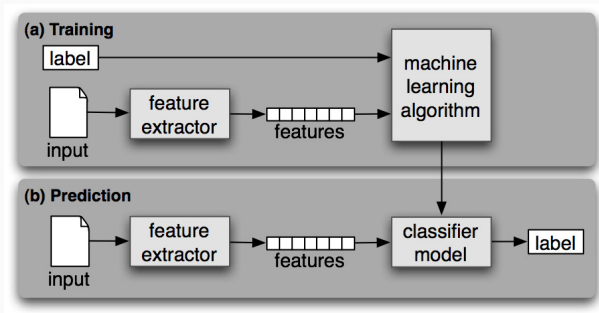 (a) Training
label
machine
learning
algorithm
feature
extractor
features
input
(b) Prediction
feature
extractor
features
classifier
model
label
input